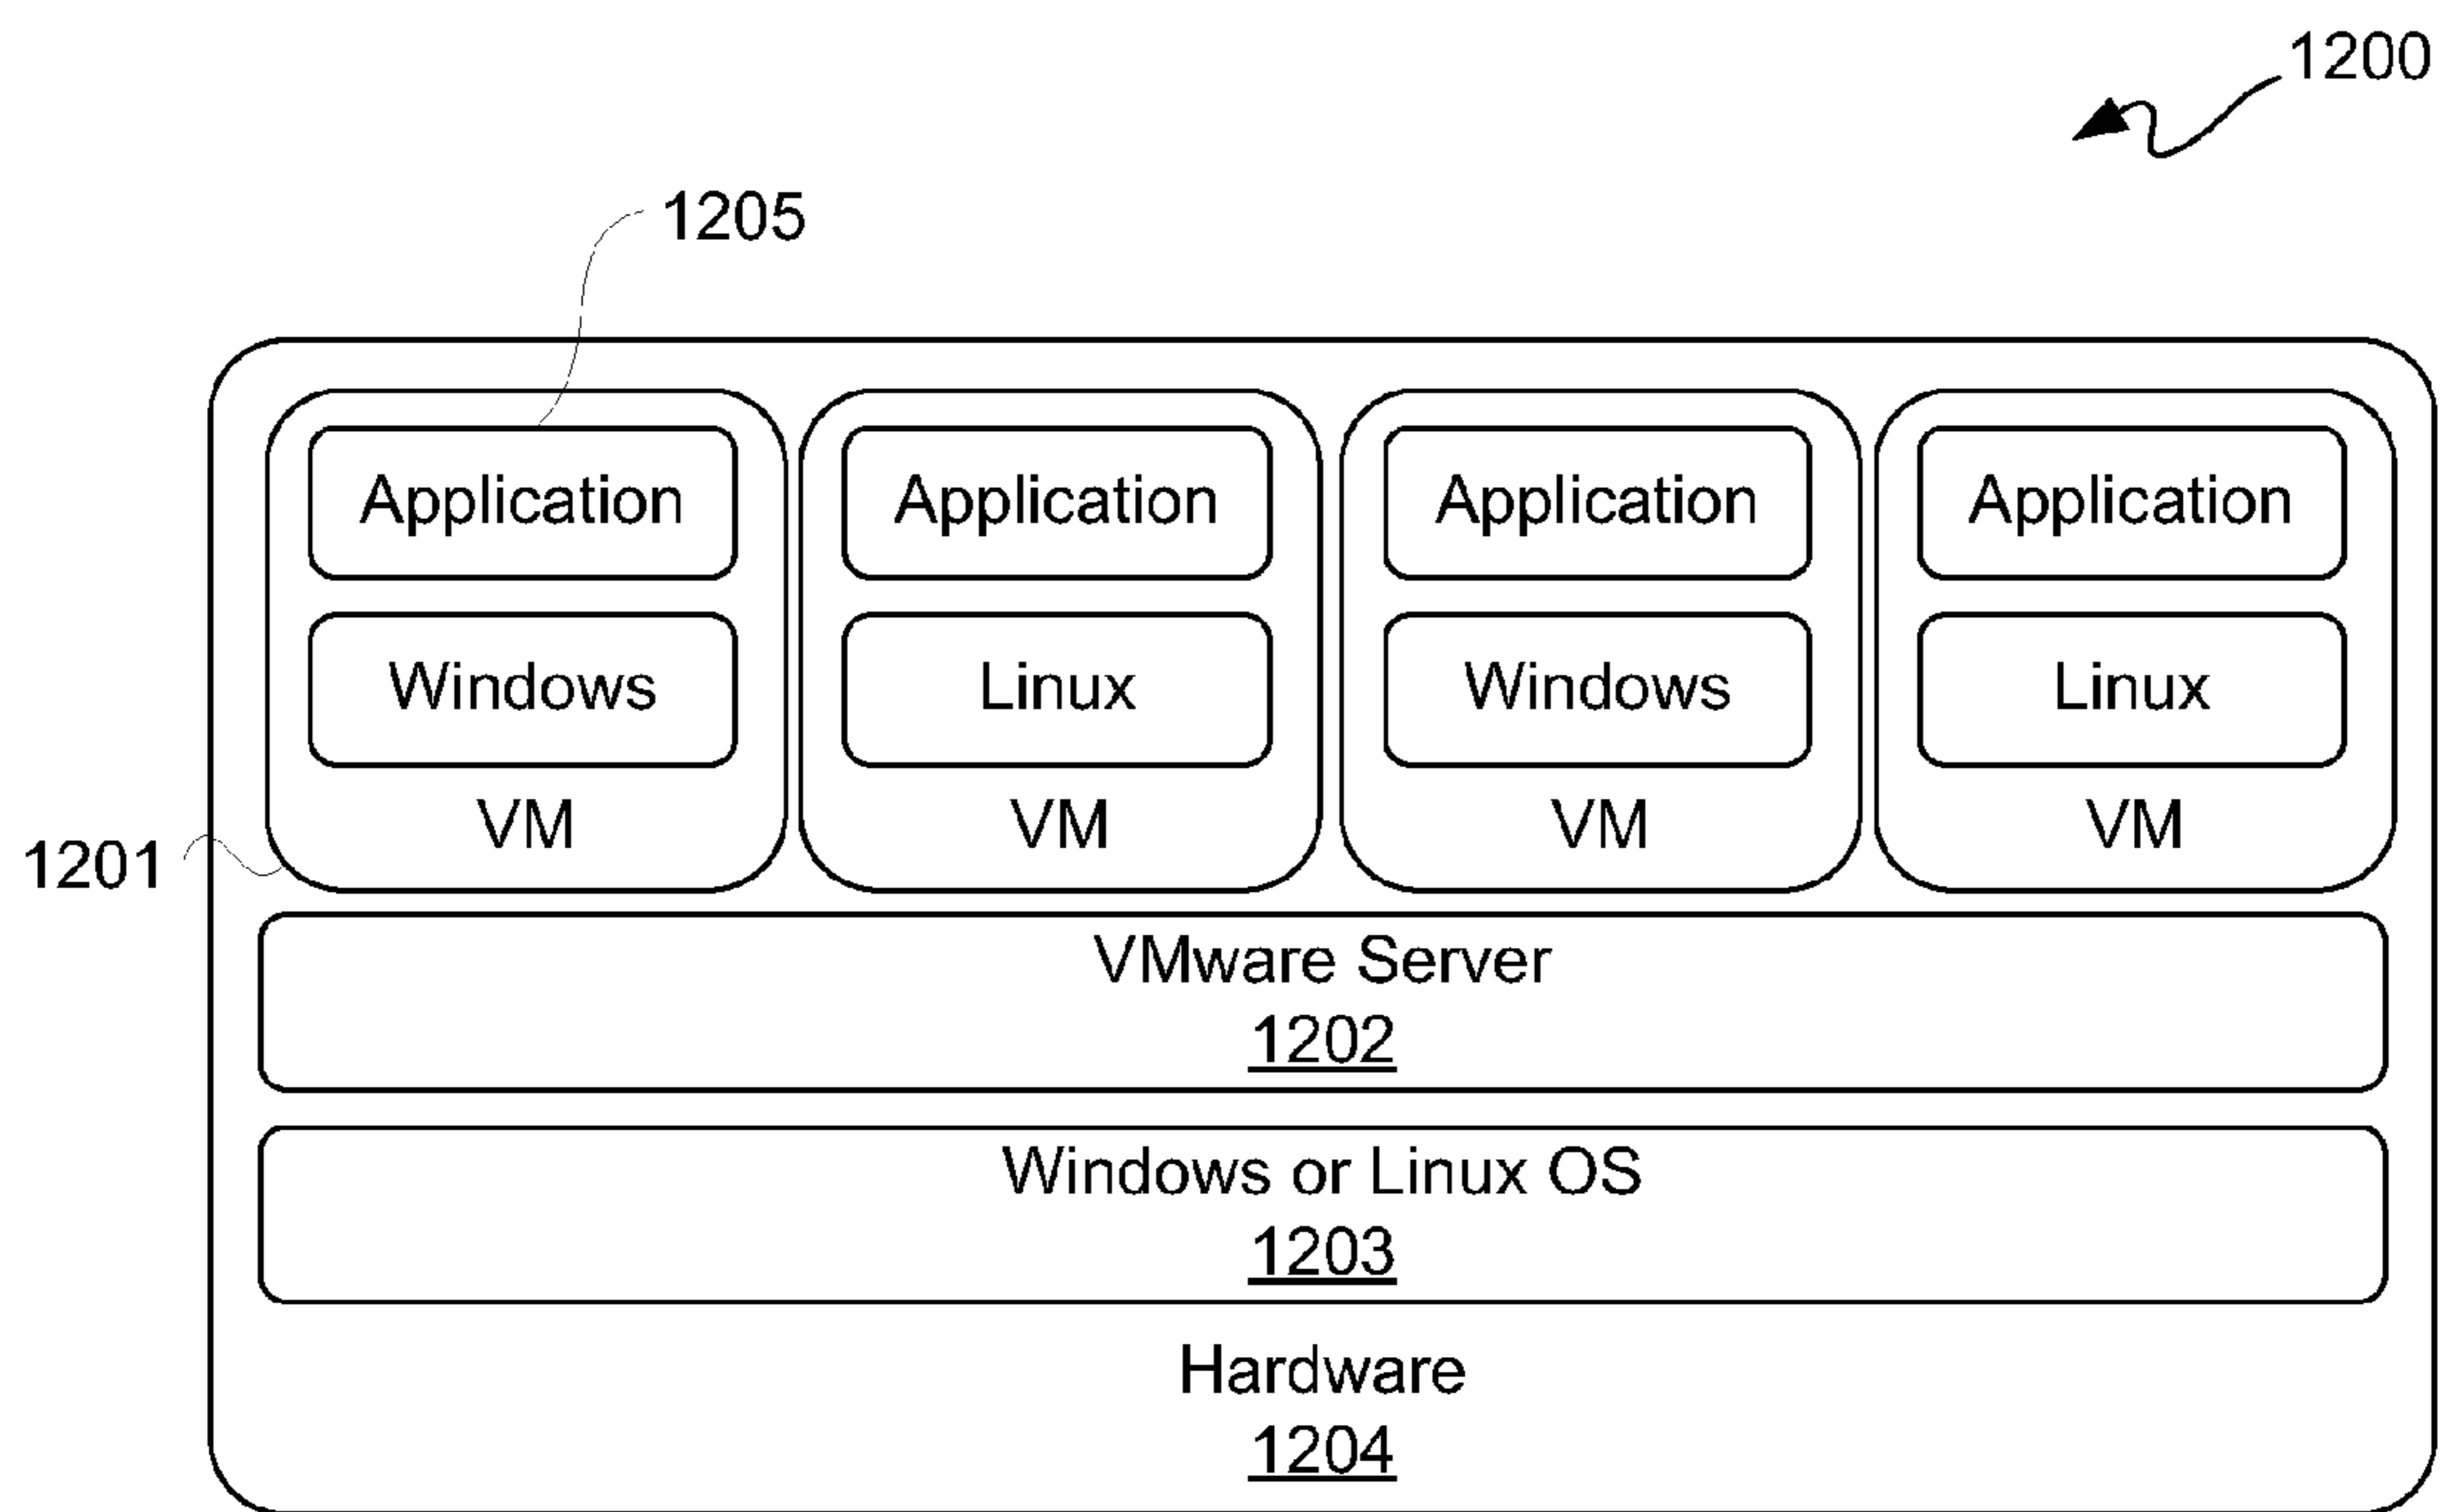 1200
1205
Application Application Application Application
Windows Linux Windows Linux
VM VM VM VM
1201
VMware Server
1202
Windows or Linux OS
1203
Hardware
1204